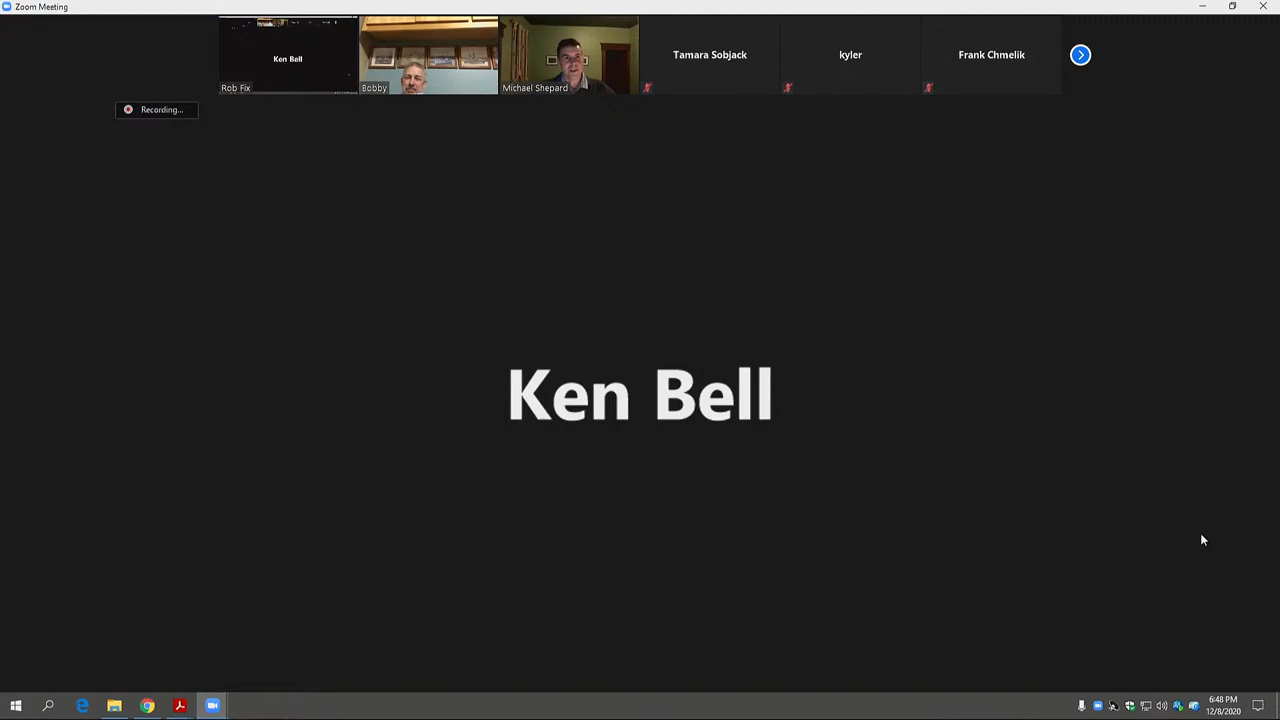 Zoom Meeting
Ken Bell
Rob Fix
Bobby
Michael Shepard
Tamara Sobjack
kyler
Frank Chmelik
Recording...
Ken Bell
6:48 PM
12/8/2020